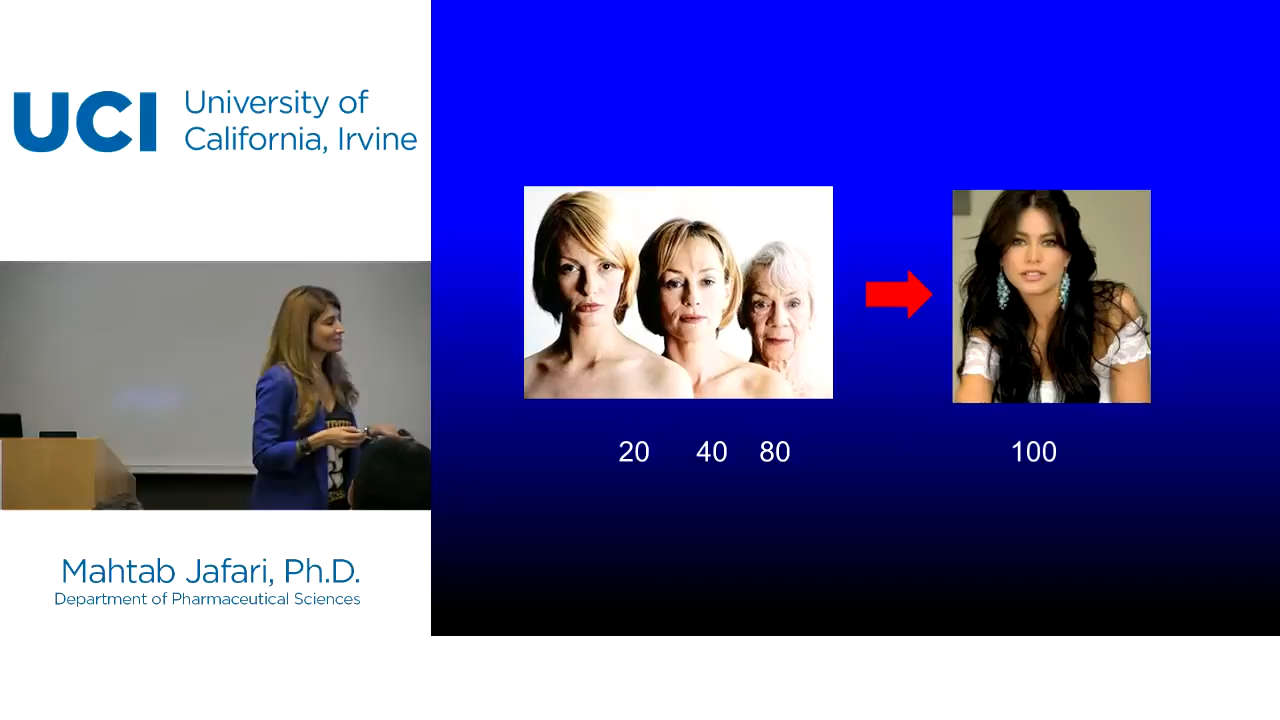 UCI University of
California, Irvine
20 40 80
100
Mahtab Jafari, Ph.D.
Department of Pharmaceutical Sciences